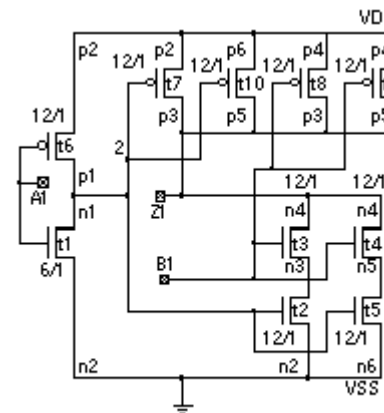 VD
p2 p2 p6 p4 p4
12/1 12/1 12/1
t7 t10 t8 t
12/1 p3 p5 p3 p5
t6 2
p1 12/1 12/1
A1 n1 Z1 n4 n4
t1 B1 t3 t4
6/1 n3 n5
t2 t5
12/1 12/1
n2 n2 n6
VSS